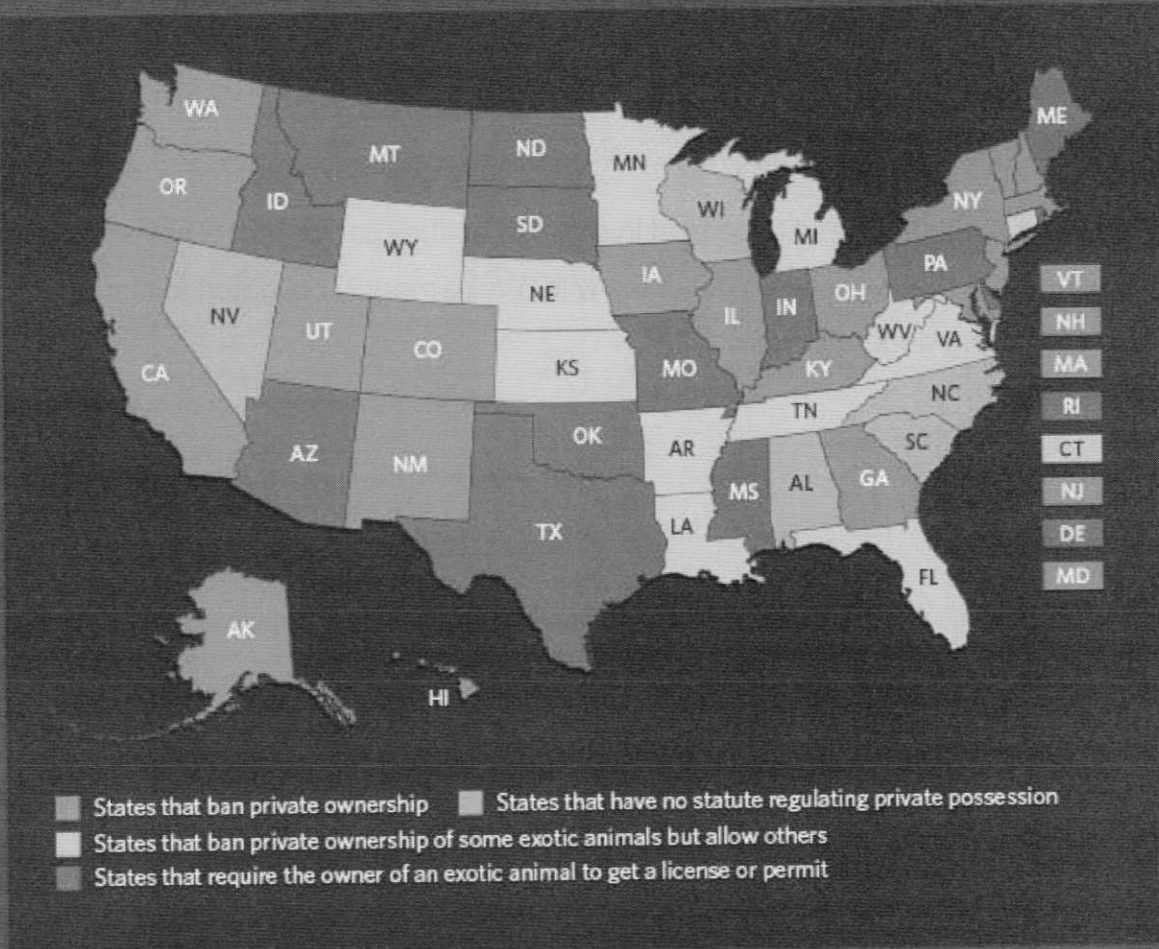 WA
MT
ND
MN
ME
OR
ID
SD
WI
MI
NY
WY
IA
PA
NE
OH
IL
IN
NV
UT
CO
WV
VA
KS
MO
KY
CA
NC
TN
AZ
NM
OK
AR
SC
MS
AL
GA
TX
LA
FL
AK
HI
VT
NH
MA
RI
CT
NJ
DE
MD
States that ban private ownership
States that have no statute regulating private possession
States that ban private ownership of some exotic animals but allow others
States that require the owner of an exotic animal to get a license or permit